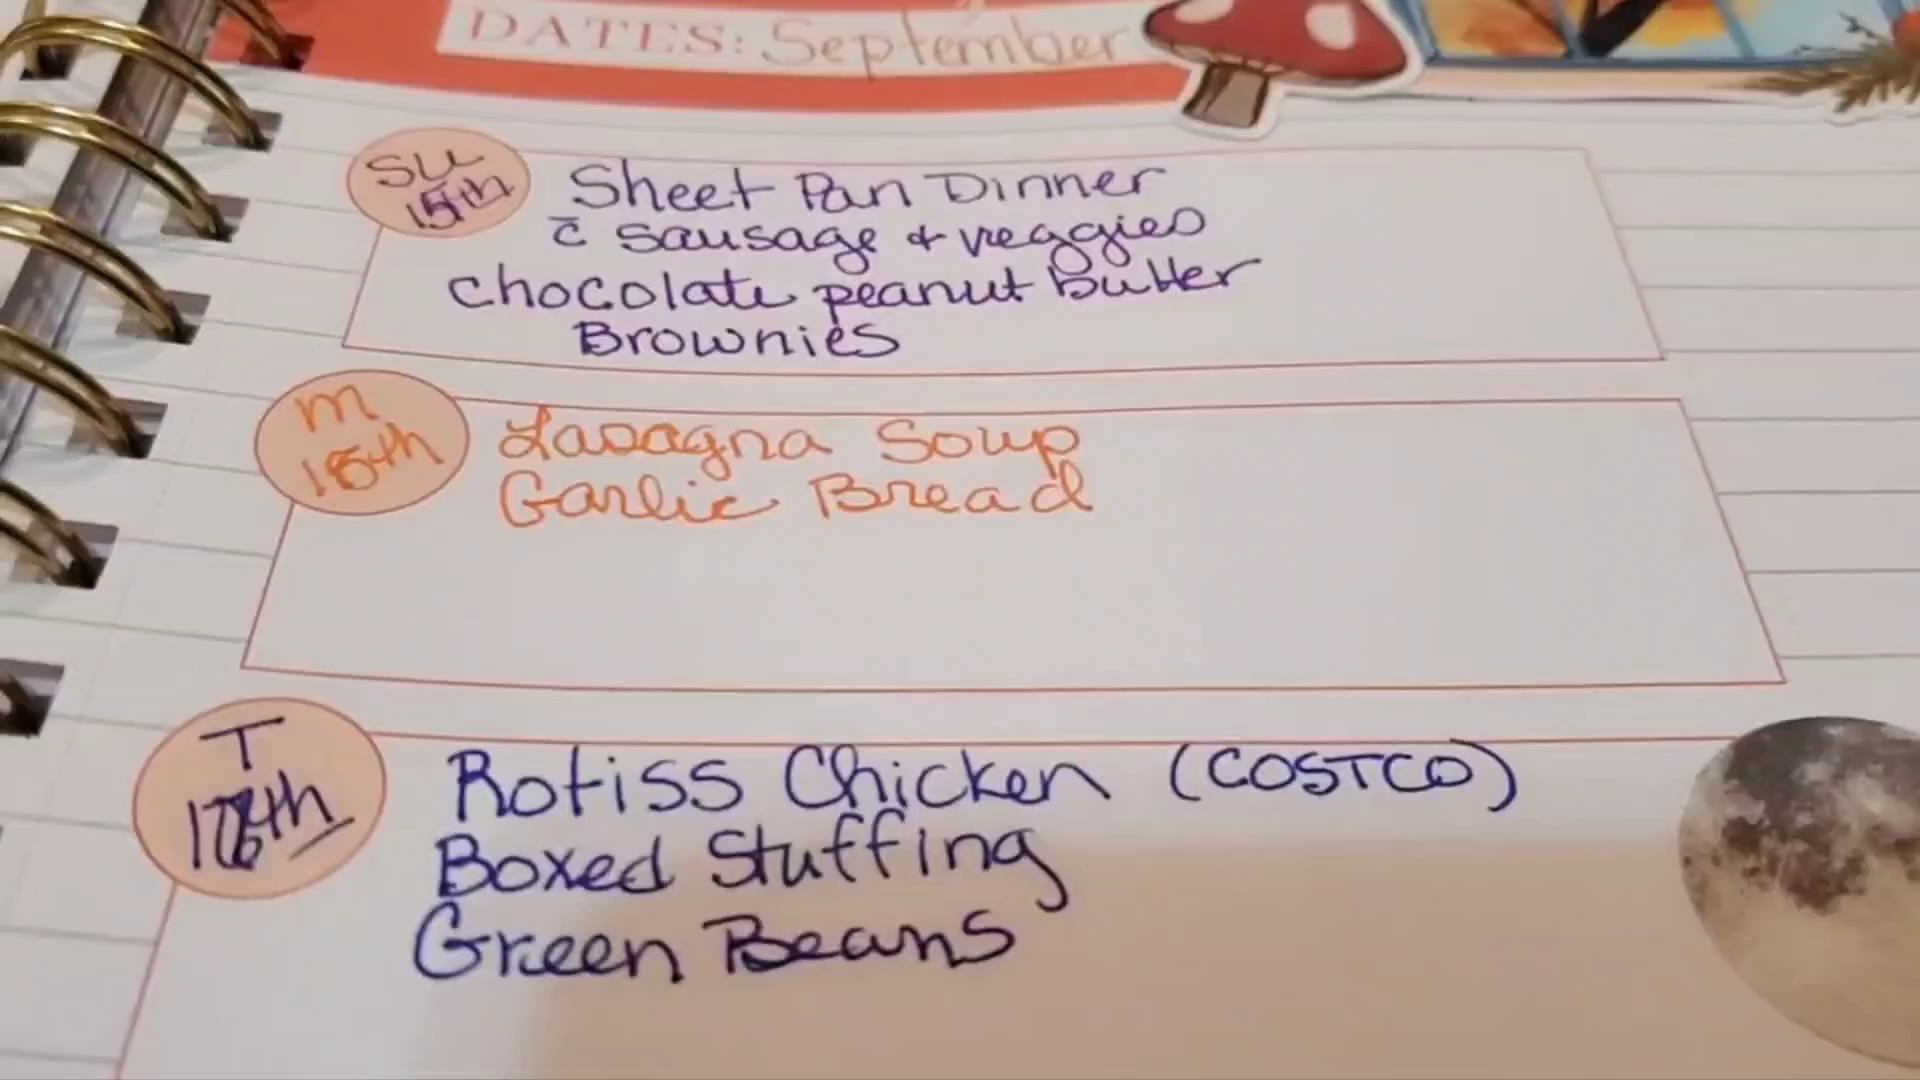 DATES: September
SU
15th
Sheet Pan Dinner
c̄ Sausage & veggies
Chocolate peanut Butter
Brownies
M
16th
Lasagna Soup
Garlic Bread
T
17th
Rotiss Chicken (COSTCO)
Boxed Stuffing
Green Beans